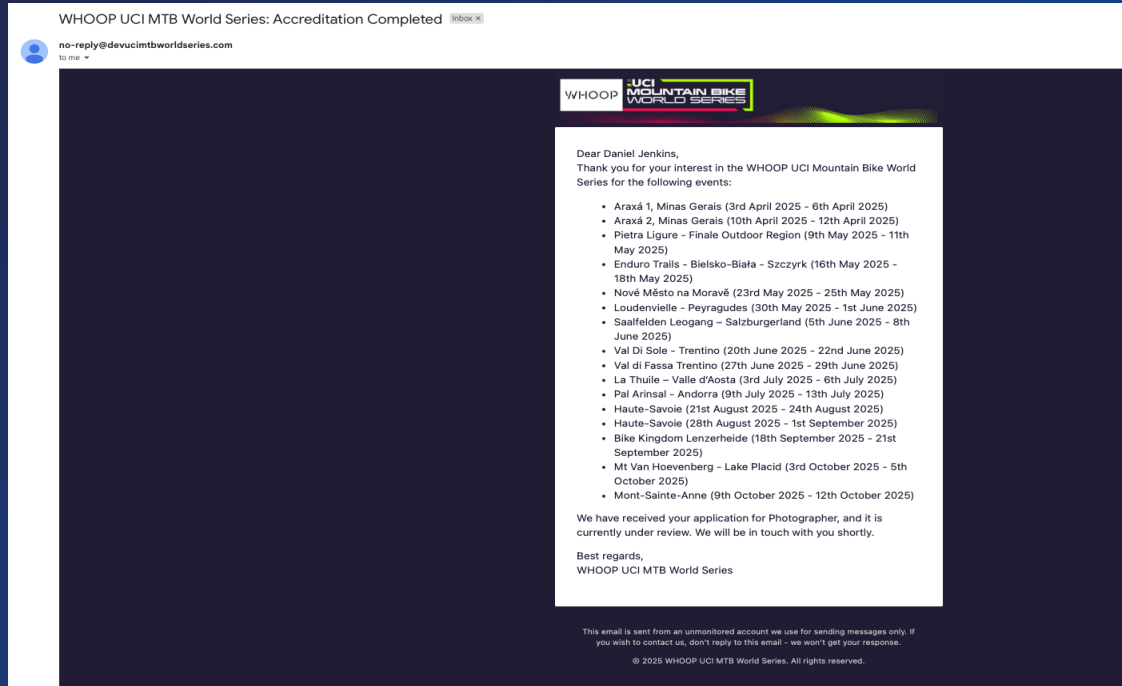 WHOOP UCI MTB World Series: Accreditation Completed Inbox ×
no-reply@devucimtbworldseries.com
to me
WHOOP UCI
MOUNTAIN BIKE
WORLD SERIES
Dear Daniel Jenkins,
Thank you for your interest in the WHOOP UCI Mountain Bike World
Series for the following events:
• Araxá 1, Minas Gerais (3rd April 2025 - 6th April 2025)
• Araxá 2, Minas Gerais (10th April 2025 - 12th April 2025)
• Pietra Ligure - Finale Outdoor Region (9th May 2025 - 11th
May 2025)
• Enduro Trails - Bielsko-Biała - Szczyrk (16th May 2025 -
18th May 2025)
• Nové Město na Moravě (23rd May 2025 - 25th May 2025)
• Loudenvielle - Peyragudes (30th May 2025 - 1st June 2025)
• Saalfelden Leogang – Salzburgerland (5th June 2025 - 8th
June 2025)
• Val Di Sole - Trentino (20th June 2025 - 22nd June 2025)
• Val di Fassa Trentino (27th June 2025 - 29th June 2025)
• La Thuile – Valle d'Aosta (3rd July 2025 - 6th July 2025)
• Pal Arinsal - Andorra (9th July 2025 - 13th July 2025)
• Haute-Savoie (21st August 2025 - 24th August 2025)
• Haute-Savoie (28th August 2025 - 1st September 2025)
• Bike Kingdom Lenzerheide (18th September 2025 - 21st
September 2025)
• Mt Van Hoevenberg - Lake Placid (3rd October 2025 - 5th
October 2025)
• Mont-Sainte-Anne (9th October 2025 - 12th October 2025)
We have received your application for Photographer, and it is
currently under review. We will be in touch with you shortly.
Best regards,
WHOOP UCI MTB World Series
This email is sent from an unmonitored account we use for sending messages only. If
you wish to contact us, don't reply to this email - we won't get your response.
© 2025 WHOOP UCI MTB World Series. All rights reserved.